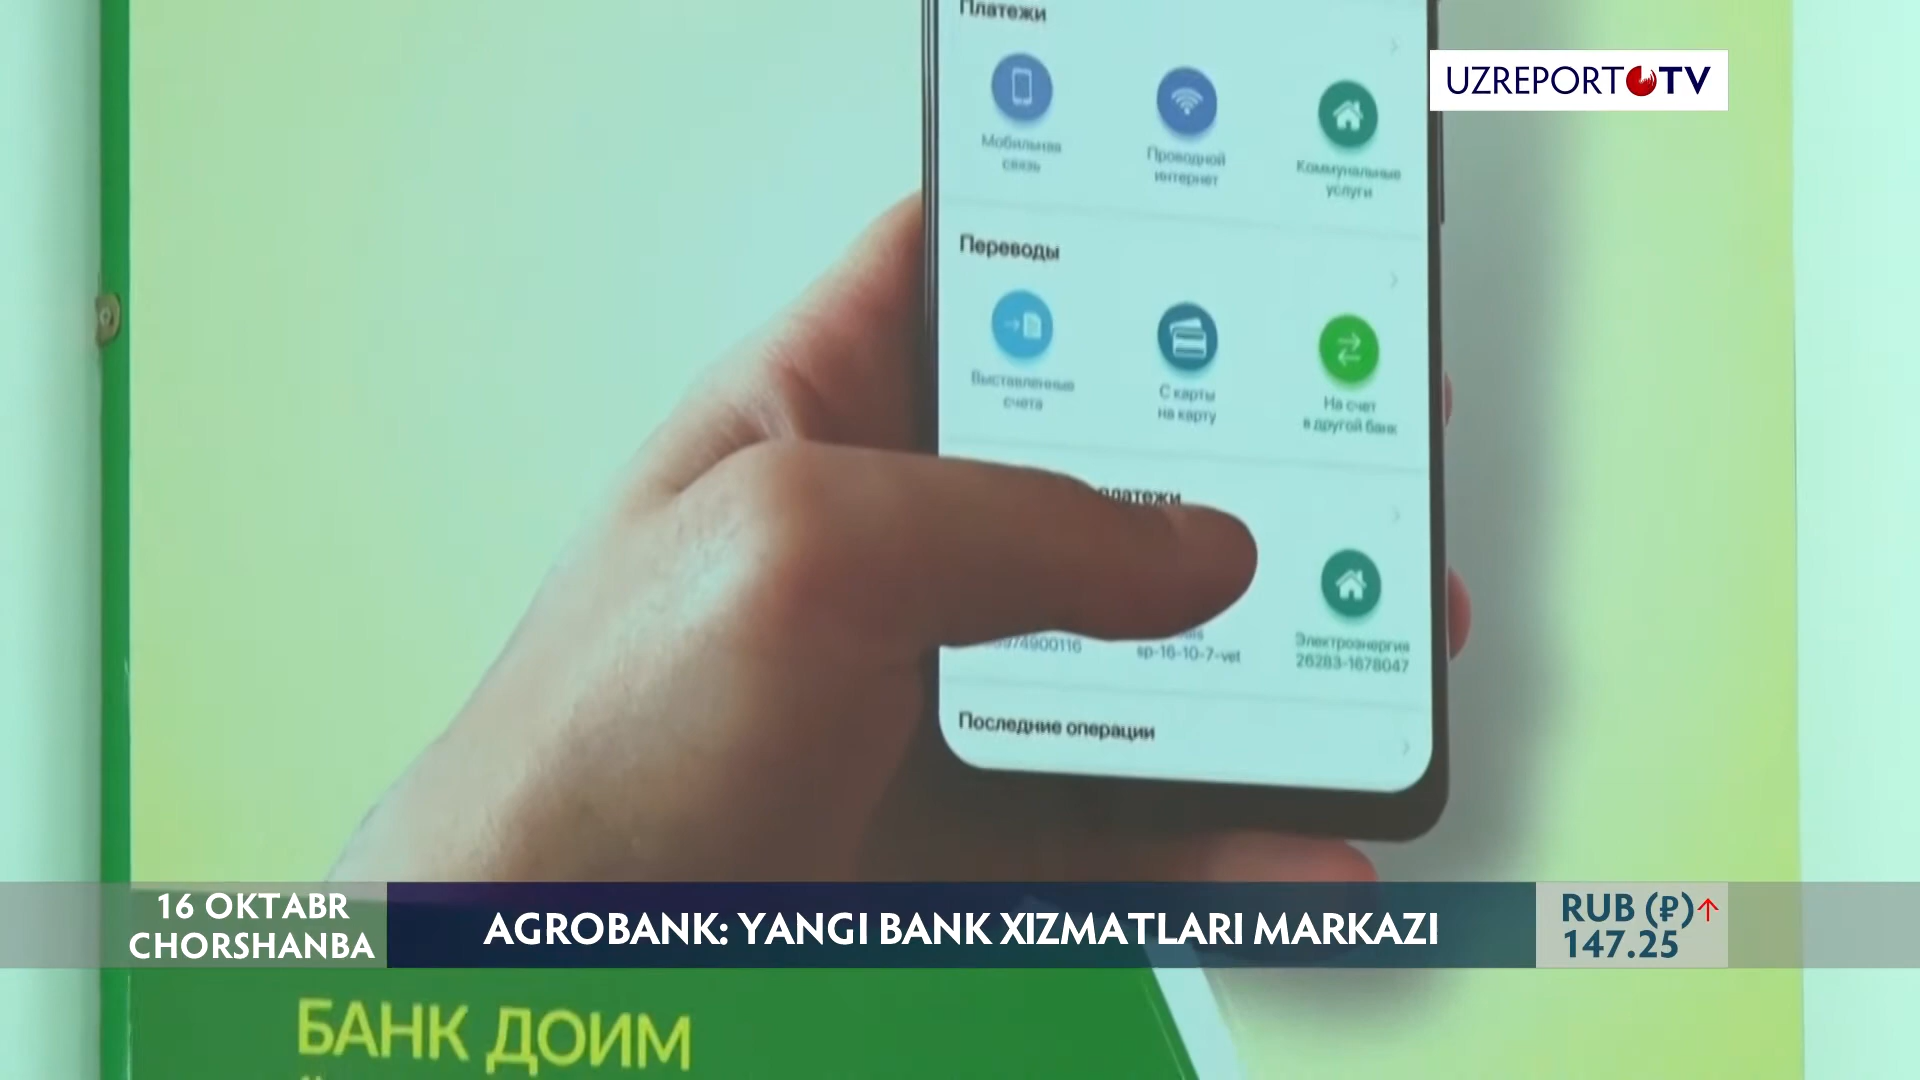 Платежи
UZREPORT TV
Мобильная
связь
Проводной
интернет
Коммунальные
услуги
Переводы
Выставленные
счета
С карты
на карту
На счет
в другой банк
платежи
74900116
sp-16-10-7-vet
Электроэнергия
26283-1678047
Последние операции
16 OKTABR
CHORSHANBA
AGROBANK: YANGI BANK XIZMATLARI MARKAZI
RUB (₽)↑
147.25
БАНК ДОИМ